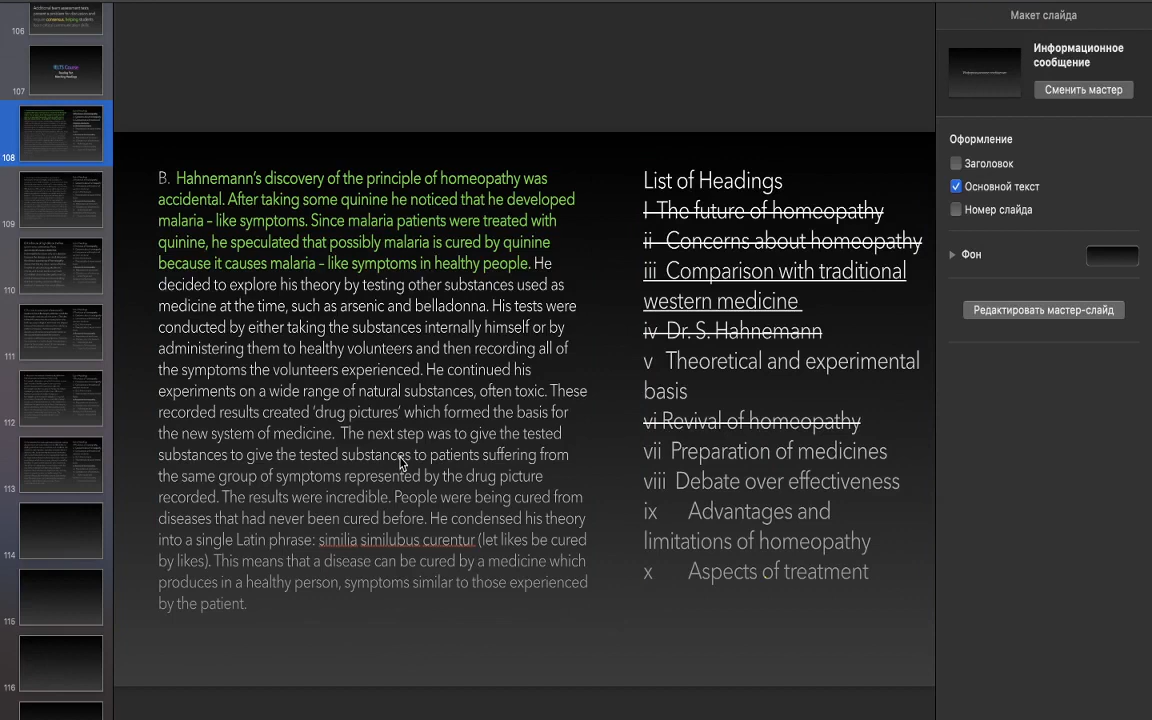 106
107
IELTS Course
Reading Test
Matching Headings
108
109
110
111
112
113
114
115
116
B. Hahnemann's discovery of the principle of homeopathy was
accidental. After taking some quinine he noticed that he developed
malaria – like symptoms. Since malaria patients were treated with
quinine, he speculated that possibly malaria is cured by quinine
because it causes malaria – like symptoms in healthy people. He
decided to explore his theory by testing other substances used as
medicine at the time, such as arsenic and belladonna. His tests were
conducted by either taking the substances internally himself or by
administering them to healthy volunteers and then recording all of
the symptoms the volunteers experienced. He continued his
experiments on a wide range of natural substances, often toxic. These
recorded results created 'drug pictures' which formed the basis for
the new system of medicine. The next step was to give the tested
substances to give the tested substances to patients suffering from
the same group of symptoms represented by the drug picture
recorded. The results were incredible. People were being cured from
diseases that had never been cured before. He condensed his theory
into a single Latin phrase: similia similubus curentur (let likes be cured
by likes). This means that a disease can be cured by a medicine which
produces in a healthy person, symptoms similar to those experienced
by the patient.
List of Headings
I The future of homeopathy
ii Concerns about homeopathy
iii Comparison with traditional
western medicine
iv Dr. S. Hahnemann
v Theoretical and experimental
basis
vi Revival of homeopathy
vii Preparation of medicines
viii Debate over effectiveness
ix Advantages and
limitations of homeopathy
x Aspects of treatment
Макет слайда
Информационное
сообщение
Сменить мастер
Оформление
Заголовок
Основной текст
Номер слайда
Фон
Редактировать мастер-слайд